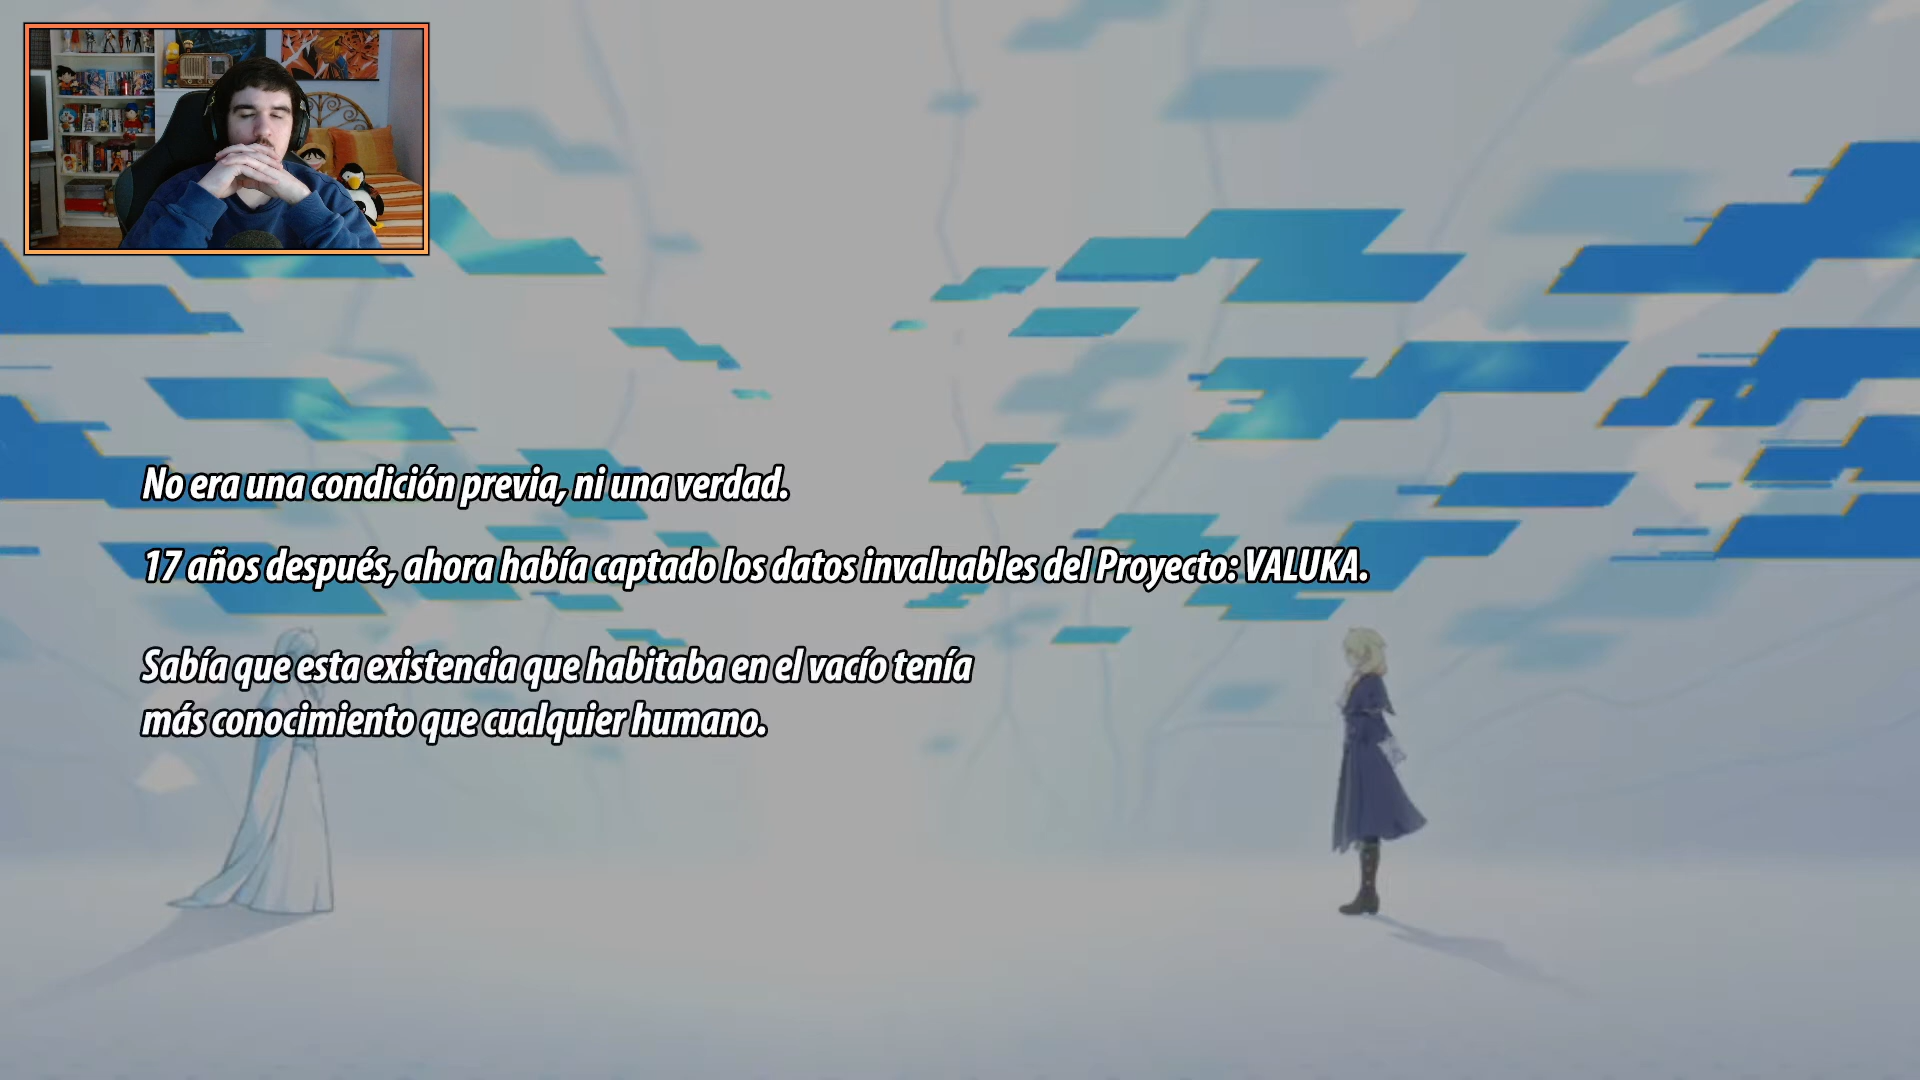 No era una condición previa, ni una verdad.
17 años después, ahora había captado los datos invaluables del Proyecto: VALUKA.
Sabía que esta existencia que habitaba en el vacío tenía
más conocimiento que cualquier humano.